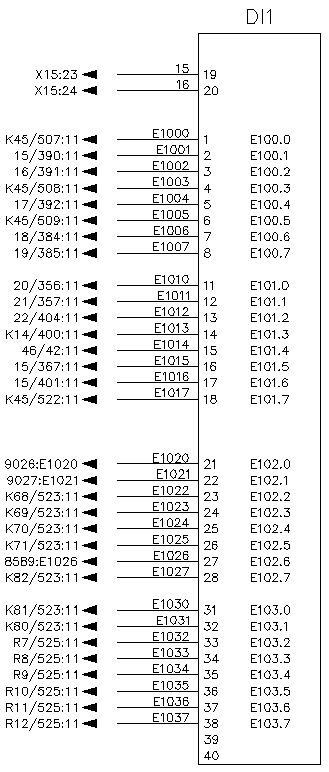 DI1
X15:23 15 19
X15:24 16 20
K45/507:11 E1000 1 E100.0
15/390:11 E1001 2 E100.1
16/391:11 E1002 3 E100.2
K45/508:11 E1003 4 E100.3
17/392:11 E1004 5 E100.4
K45/509:11 E1005 6 E100.5
18/384:11 E1006 7 E100.6
19/385:11 E1007 8 E100.7
20/356:11 E1010 11 E101.0
21/357:11 E1011 12 E101.1
22/404:11 E1012 13 E101.2
K14/400:11 E1013 14 E101.3
46/42:11 E1014 15 E101.4
15/367:11 E1015 16 E101.5
15/401:11 E1016 17 E101.6
K45/522:11 E1017 18 E101.7
9026:E1020 E1020 21 E102.0
9027:E1021 E1021 22 E102.1
K68/523:11 E1022 23 E102.2
K69/523:11 E1023 24 E102.3
K70/523:11 E1024 25 E102.4
K71/523:11 E1025 26 E102.5
8569:E1026 E1026 27 E102.6
K82/523:11 E1027 28 E102.7
K81/523:11 E1030 31 E103.0
K80/523:11 E1031 32 E103.1
R7/525:11 E1032 33 E103.2
R8/525:11 E1033 34 E103.3
R9/525:11 E1034 35 E103.4
R10/525:11 E1035 36 E103.5
R11/525:11 E1036 37 E103.6
R12/525:11 E1037 38 E103.7
39
40